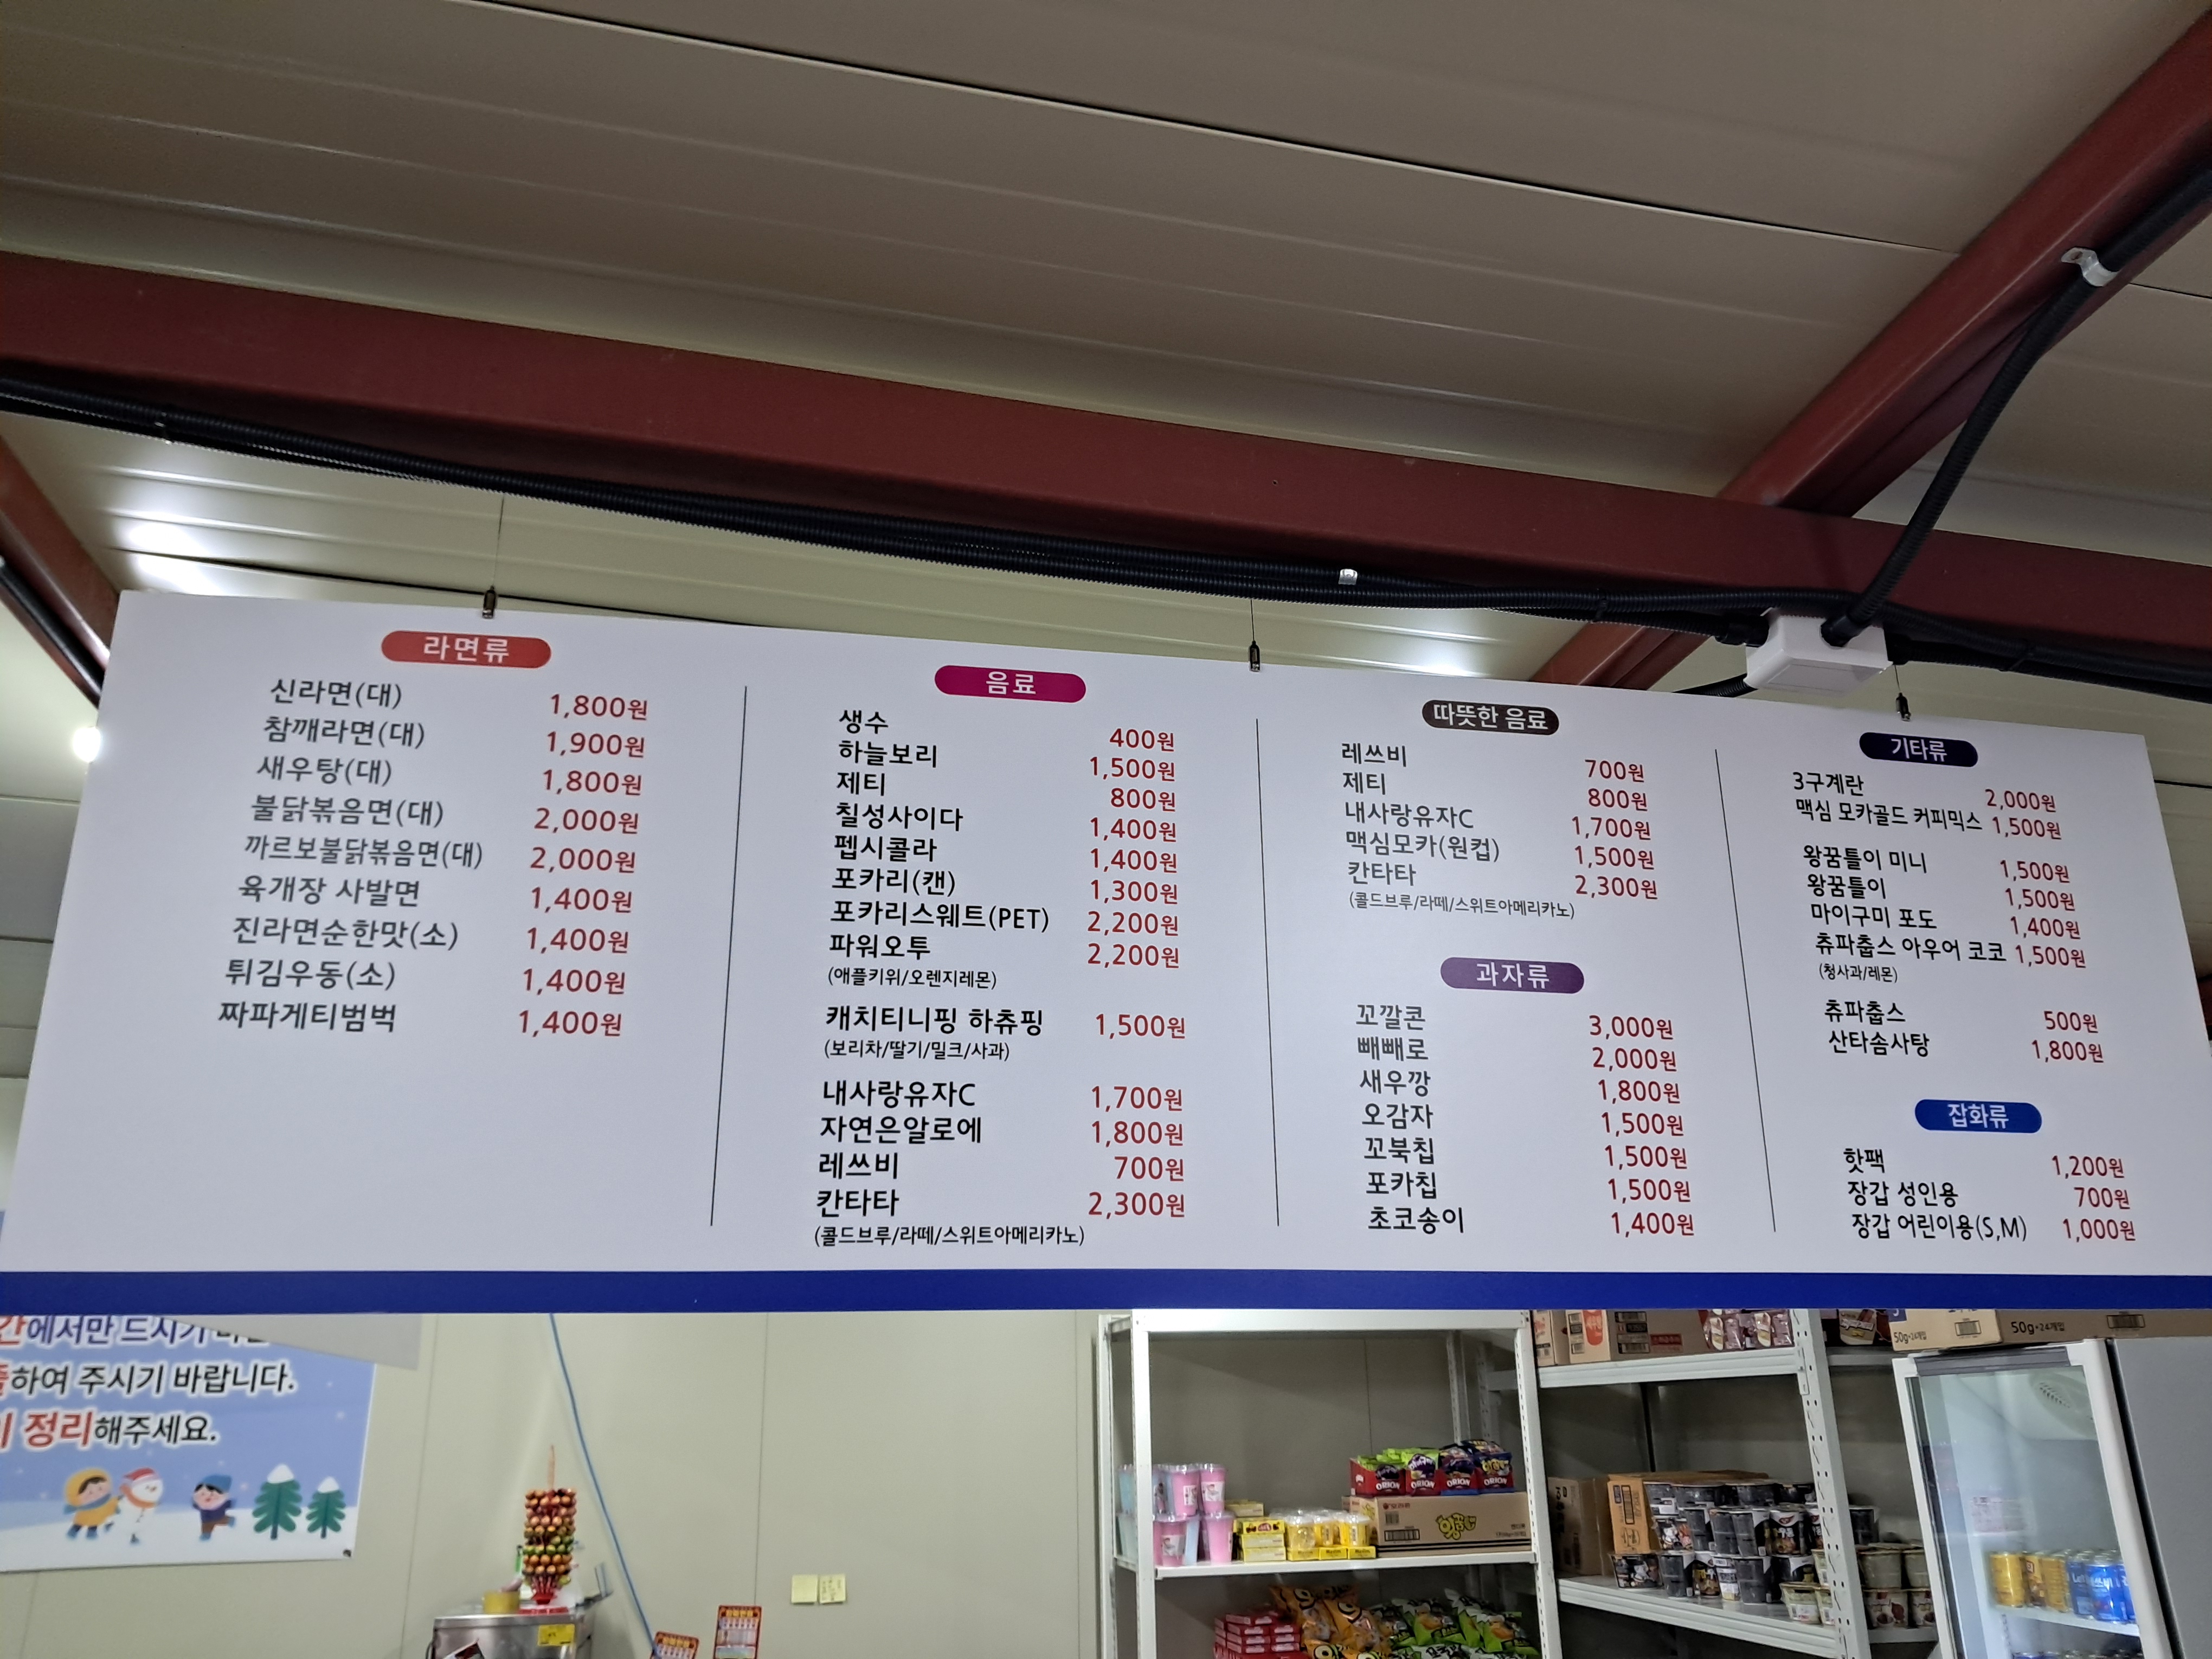 라면류
신라면(대) 1,800원
참깨라면(대) 1,900원
새우탕(대) 1,800원
불닭볶음면(대) 2,000원
까르보불닭볶음면(대) 2,000원
육개장 사발면 1,400원
진라면순한맛(소) 1,400원
튀김우동(소) 1,400원
짜파게티범벅 1,400원
음료
생수 400원
하늘보리 1,500원
제티 800원
칠성사이다 1,400원
펩시콜라 1,400원
포카리(캔) 1,300원
포카리스웨트(PET) 2,200원
파워오투 2,200원
(애플키위/오렌지레몬)
캐치티니핑 하츄핑 1,500원
(보리차/딸기/밀크/사과)
내사랑유자C 1,700원
자연은알로에 1,800원
레쓰비 700원
칸타타 2,300원
(콜드브루/라떼/스위트아메리카노)
따뜻한 음료
레쓰비 700원
제티 800원
내사랑유자C 1,700원
맥심모카(원컵) 1,500원
칸타타 2,300원
(콜드브루/라떼/스위트아메리카노)
과자류
꼬깔콘 3,000원
빼빼로 2,000원
새우깡 1,800원
오감자 1,500원
꼬북칩 1,500원
포카칩 1,500원
초코송이 1,400원
기타류
3구계란 2,000원
맥심 모카골드 커피믹스 1,500원
왕꿈틀이 미니 1,500원
왕꿈틀이 1,500원
마이구미 포도 1,400원
츄파춥스 아우어 코코 1,500원
(청사과/레몬)
츄파춥스 500원
산타솜사탕 1,800원
잡화류
핫팩 1,200원
장갑 성인용 700원
장갑 어린이용(S,M) 1,000원
간에서만 드시기
하여 주시기 바랍니다.
정리해주세요.
50g×24개입
50g×24개입
ORION
ORION
ORION